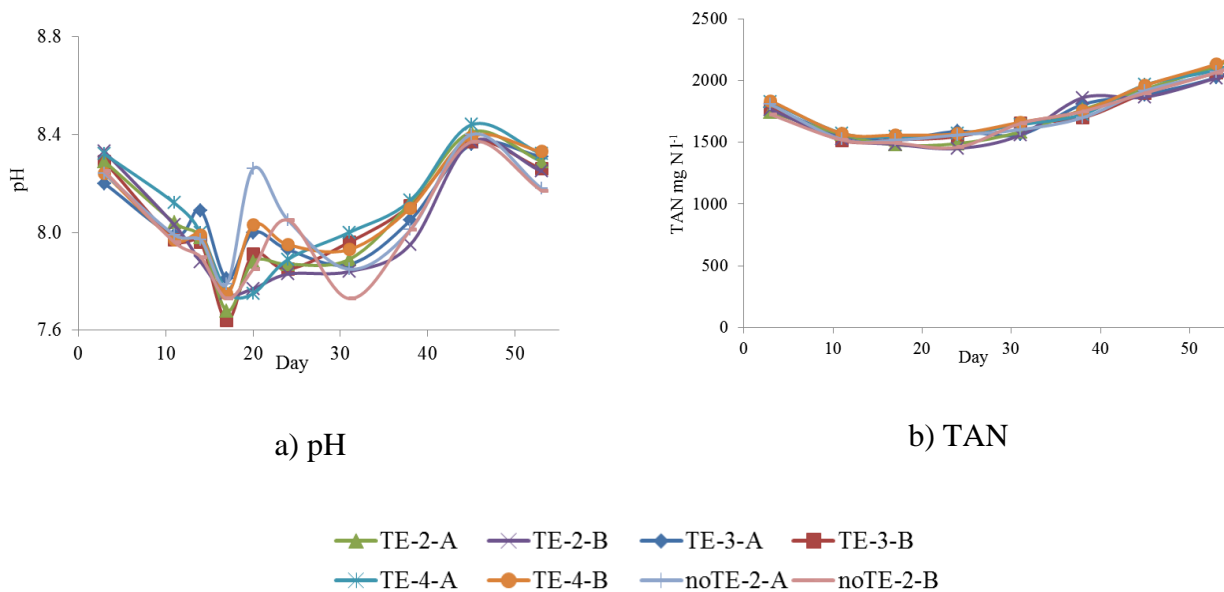 8.8
8.4
8.0
7.6
pH
0
10
20
30
40
50
Day
a) pH
2500
2000
1500
1000
500
0
TAN mg N l⁻¹
0
10
20
30
40
50
Day
b) TAN
TE-2-A TE-2-B TE-3-A TE-3-B
TE-4-A TE-4-B noTE-2-A noTE-2-B